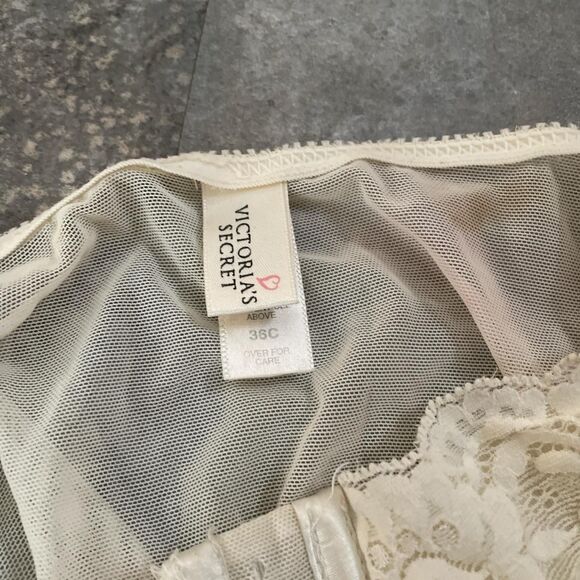 VICTORIA'S
SECRET
ABOVE
36C
OVER FOR
CARE